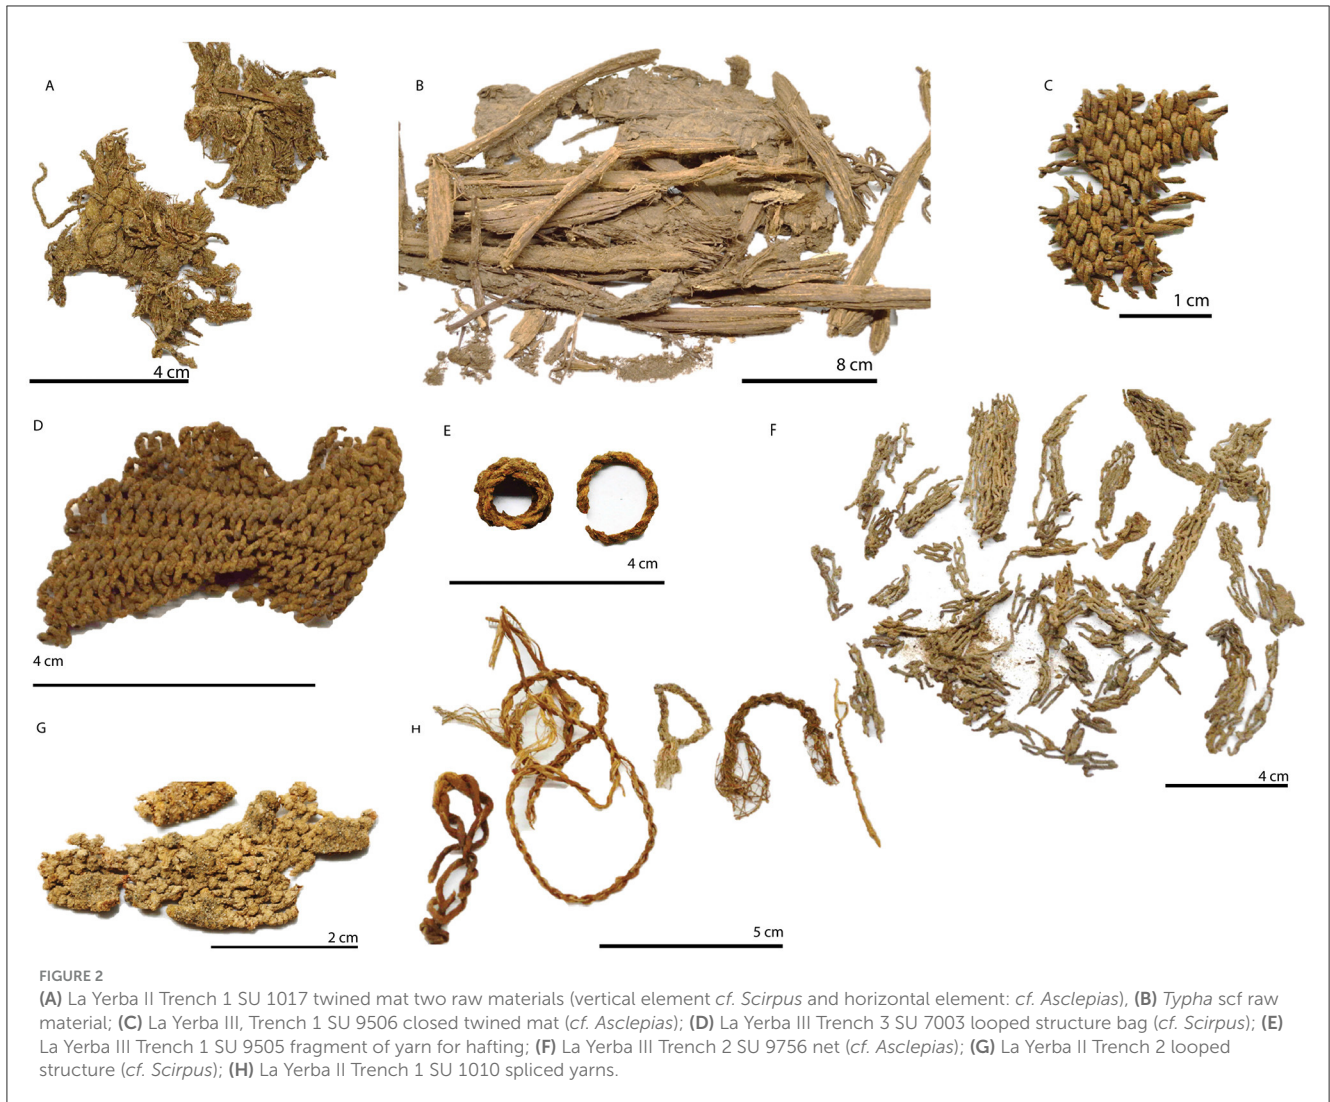 A
B
C
4 cm
8 cm
1 cm
D
E
F
4 cm
4 cm
G
H
4 cm
2 cm
5 cm
FIGURE 2
(A) La Yerba II Trench 1 SU 1017 twined mat two raw materials (vertical element cf. Scirpus and horizontal element: cf. Asclepias), (B) Typha scf raw
material; (C) La Yerba III, Trench 1 SU 9506 closed twined mat (cf. Asclepias); (D) La Yerba III Trench 3 SU 7003 looped structure bag (cf. Scirpus); (E)
La Yerba III Trench 1 SU 9505 fragment of yarn for hafting; (F) La Yerba III Trench 2 SU 9756 net (cf. Asclepias); (G) La Yerba II Trench 2 looped
structure (cf. Scirpus); (H) La Yerba II Trench 1 SU 1010 spliced yarns.